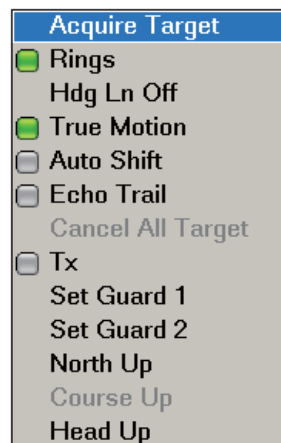 Acquire Target
Rings
Hdg Ln Off
True Motion
Auto Shift
Echo Trail
Cancel All Target
Tx
Set Guard 1
Set Guard 2
North Up
Course Up
Head Up